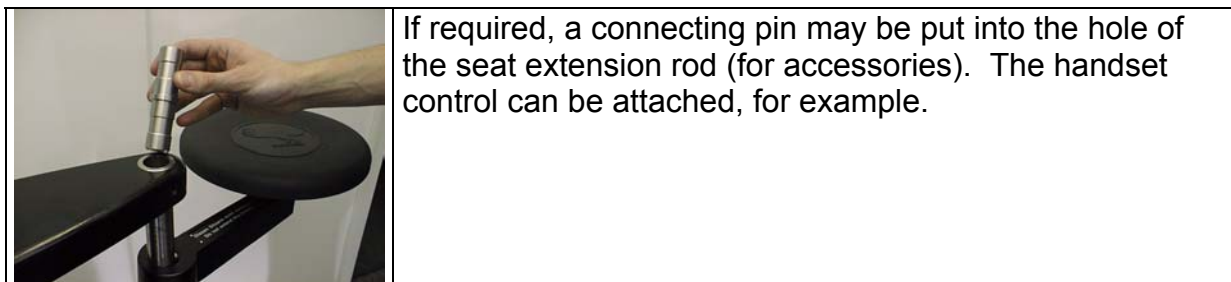 If required, a connecting pin may be put into the hole of
the seat extension rod (for accessories).  The handset
control can be attached, for example.